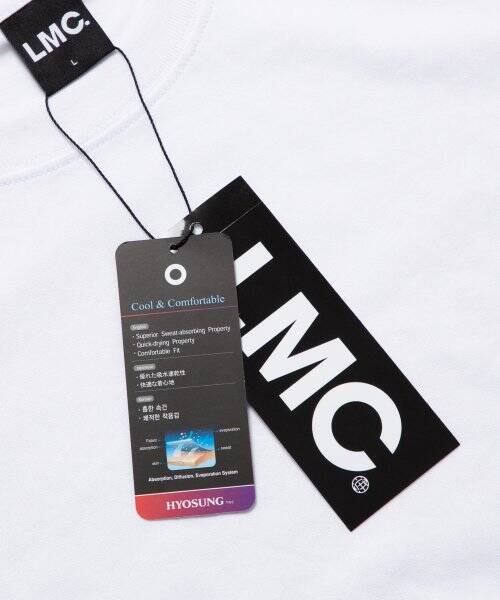 LMC.
L
LMC
Cool & Comfortable
English
· Superior Sweat-absorbing Property
· Quick-drying Property
· Comfortable Fit
Japanese
· 優れた吸水速乾性
· 快適な着心地
Korean
· 흡한 속건
· 쾌적한 착용감
Fabric
absorption
evaporation
sweat
skin
Absorption, Diffusion, Evaporation System
HYOSUNG